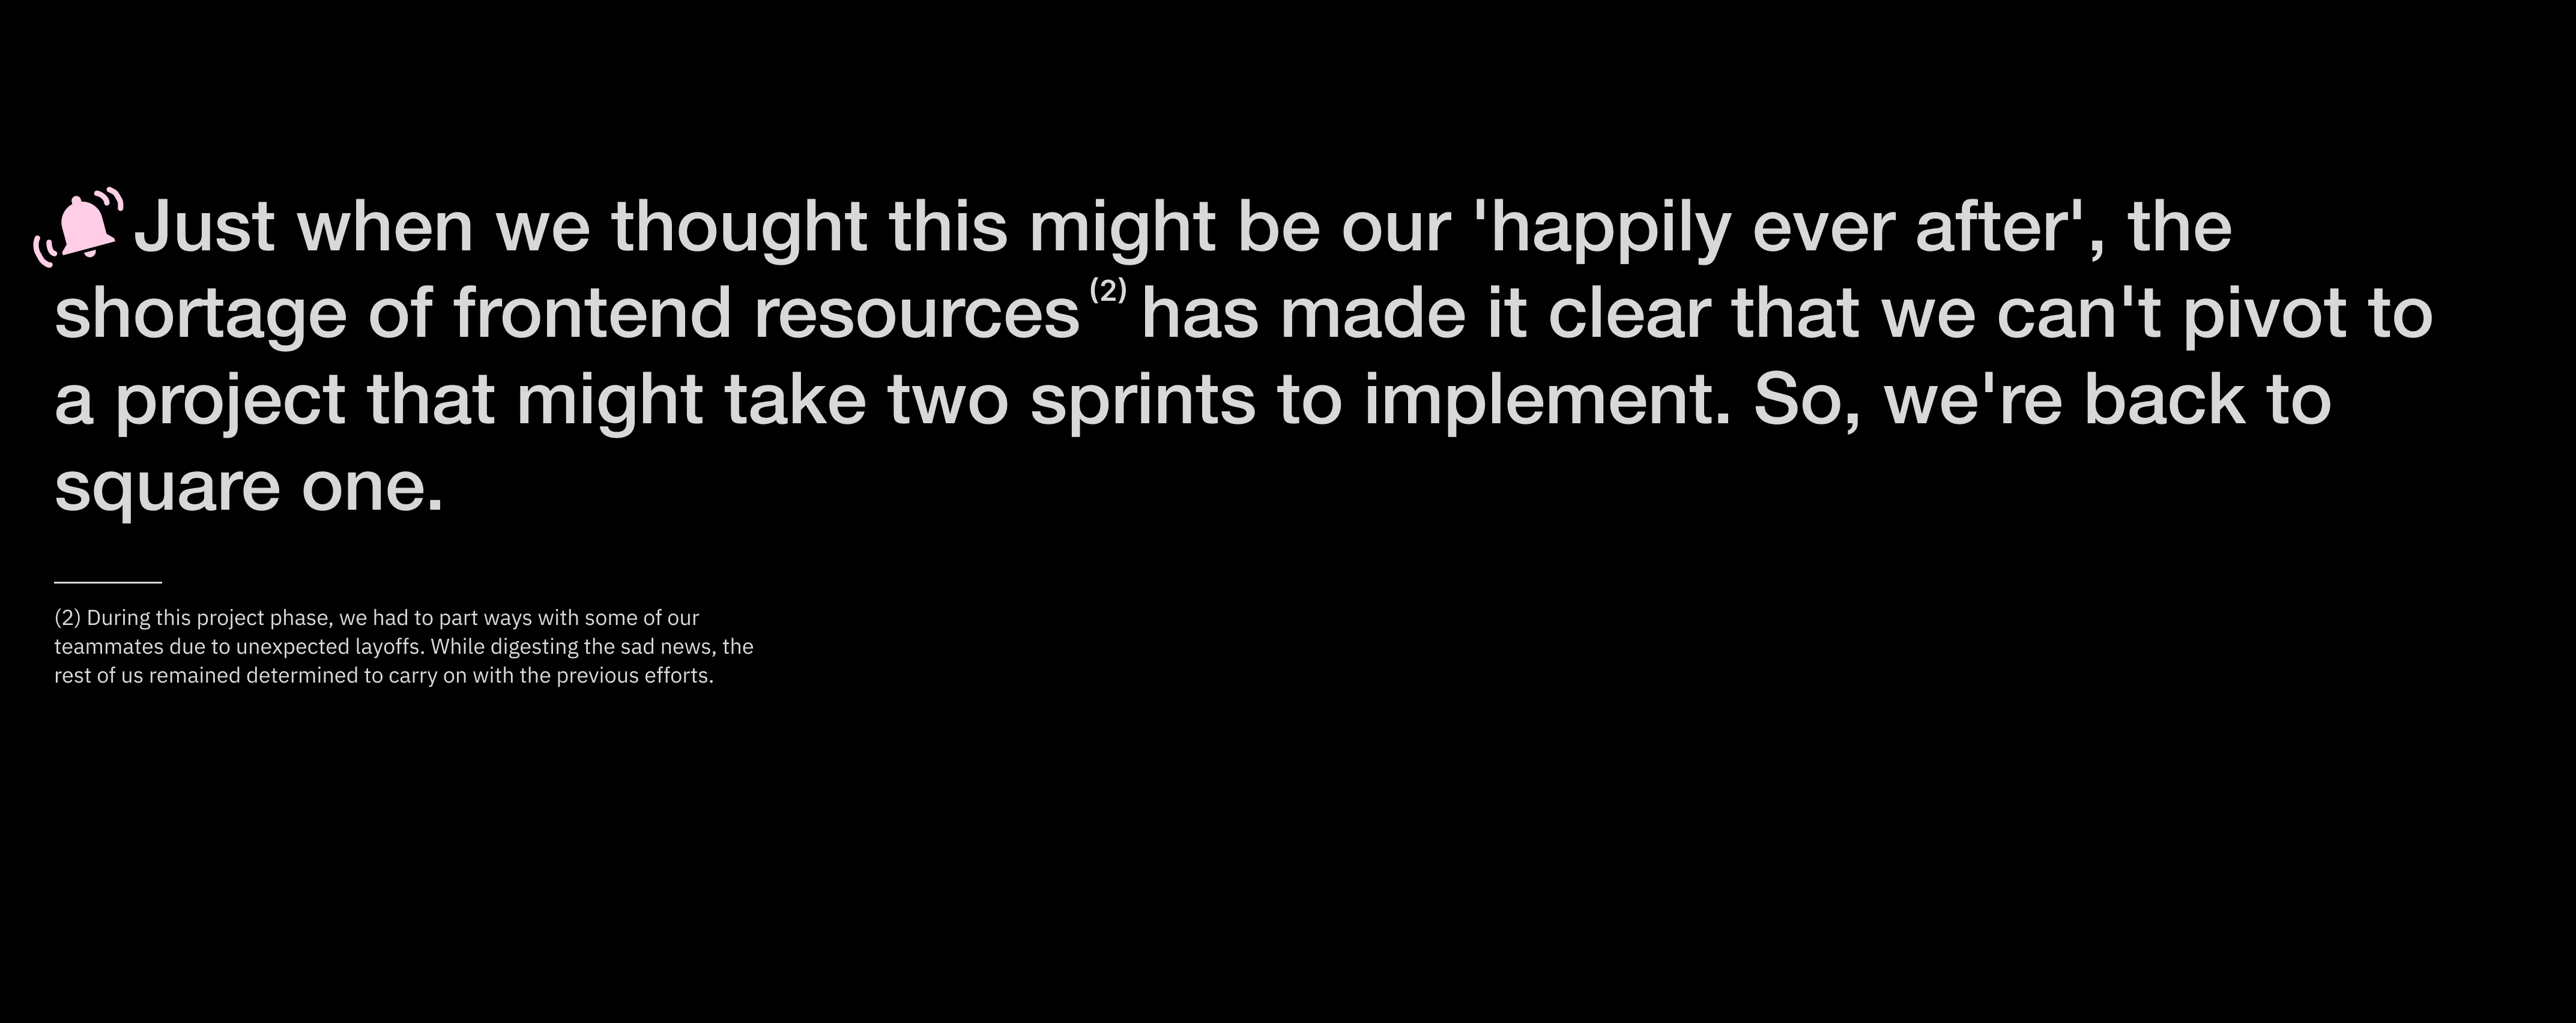 Just when we thought this might be our 'happily ever after', the
shortage of frontend resources (2) has made it clear that we can't pivot to
a project that might take two sprints to implement. So, we're back to
square one.
(2) During this project phase, we had to part ways with some of our
teammates due to unexpected layoffs. While digesting the sad news, the
rest of us remained determined to carry on with the previous efforts.